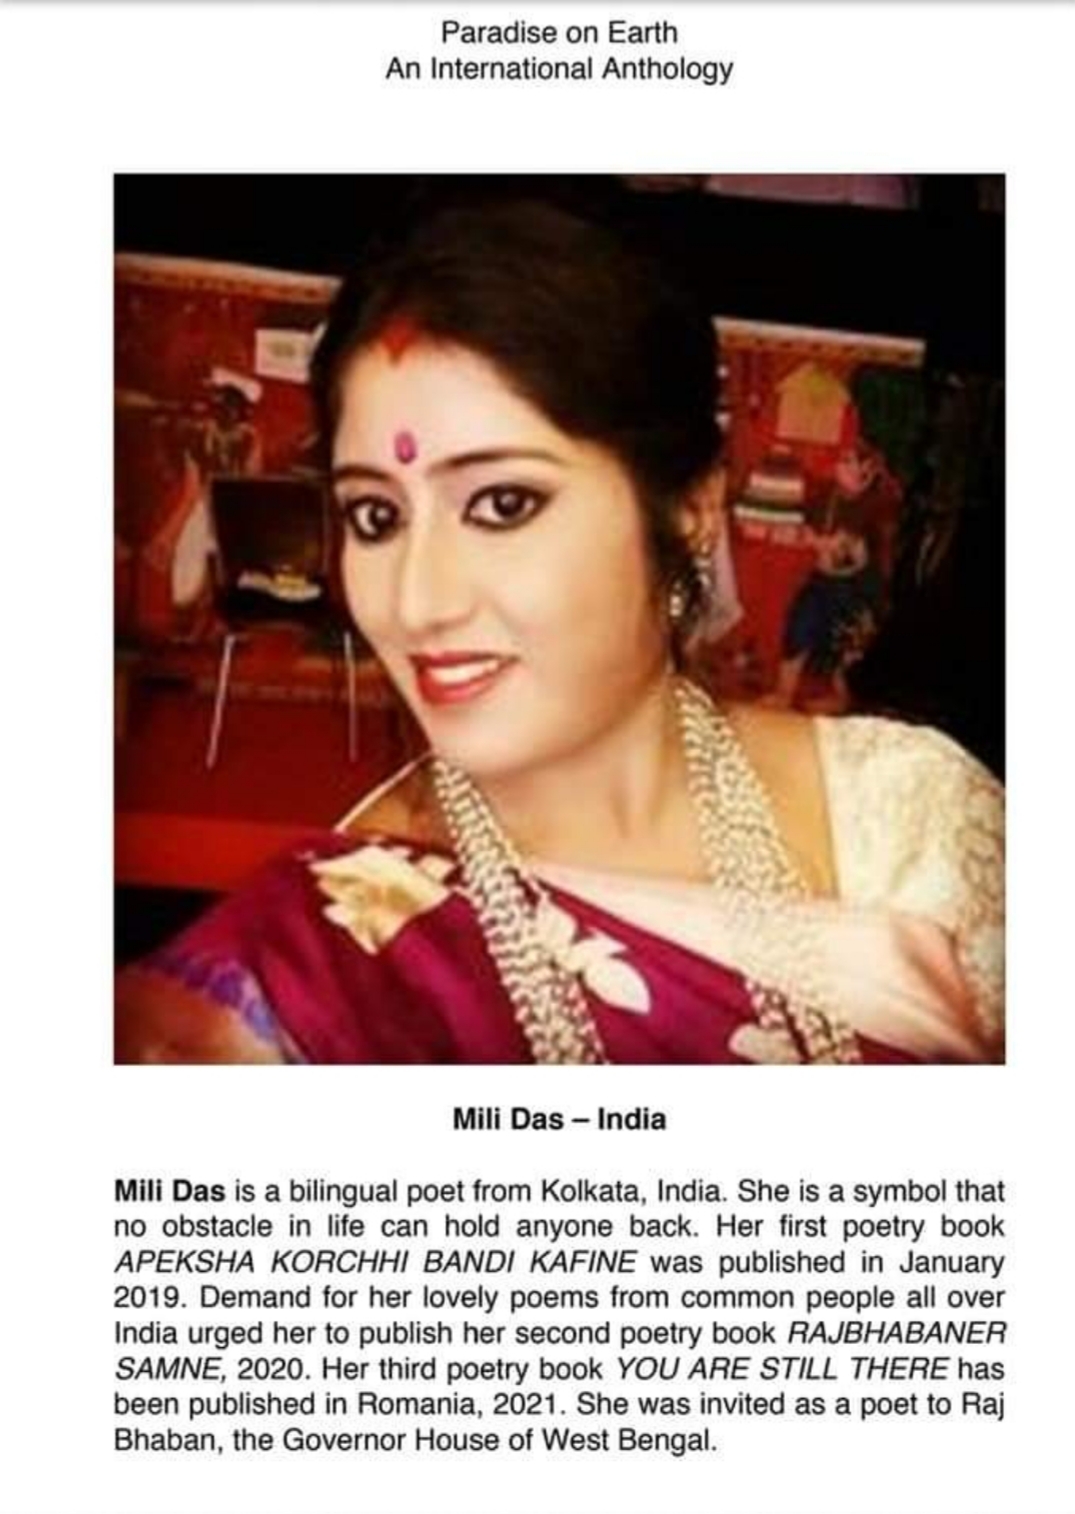 Paradise on Earth
An International Anthology
Mili Das – India
Mili Das is a bilingual poet from Kolkata, India. She is a symbol that
no obstacle in life can hold anyone back. Her first poetry book
APEKSHA KORCHHI BANDI KAFINE was published in January
2019. Demand for her lovely poems from common people all over
India urged her to publish her second poetry book RAJBHABANER
SAMNE, 2020. Her third poetry book YOU ARE STILL THERE has
been published in Romania, 2021. She was invited as a poet to Raj
Bhaban, the Governor House of West Bengal.